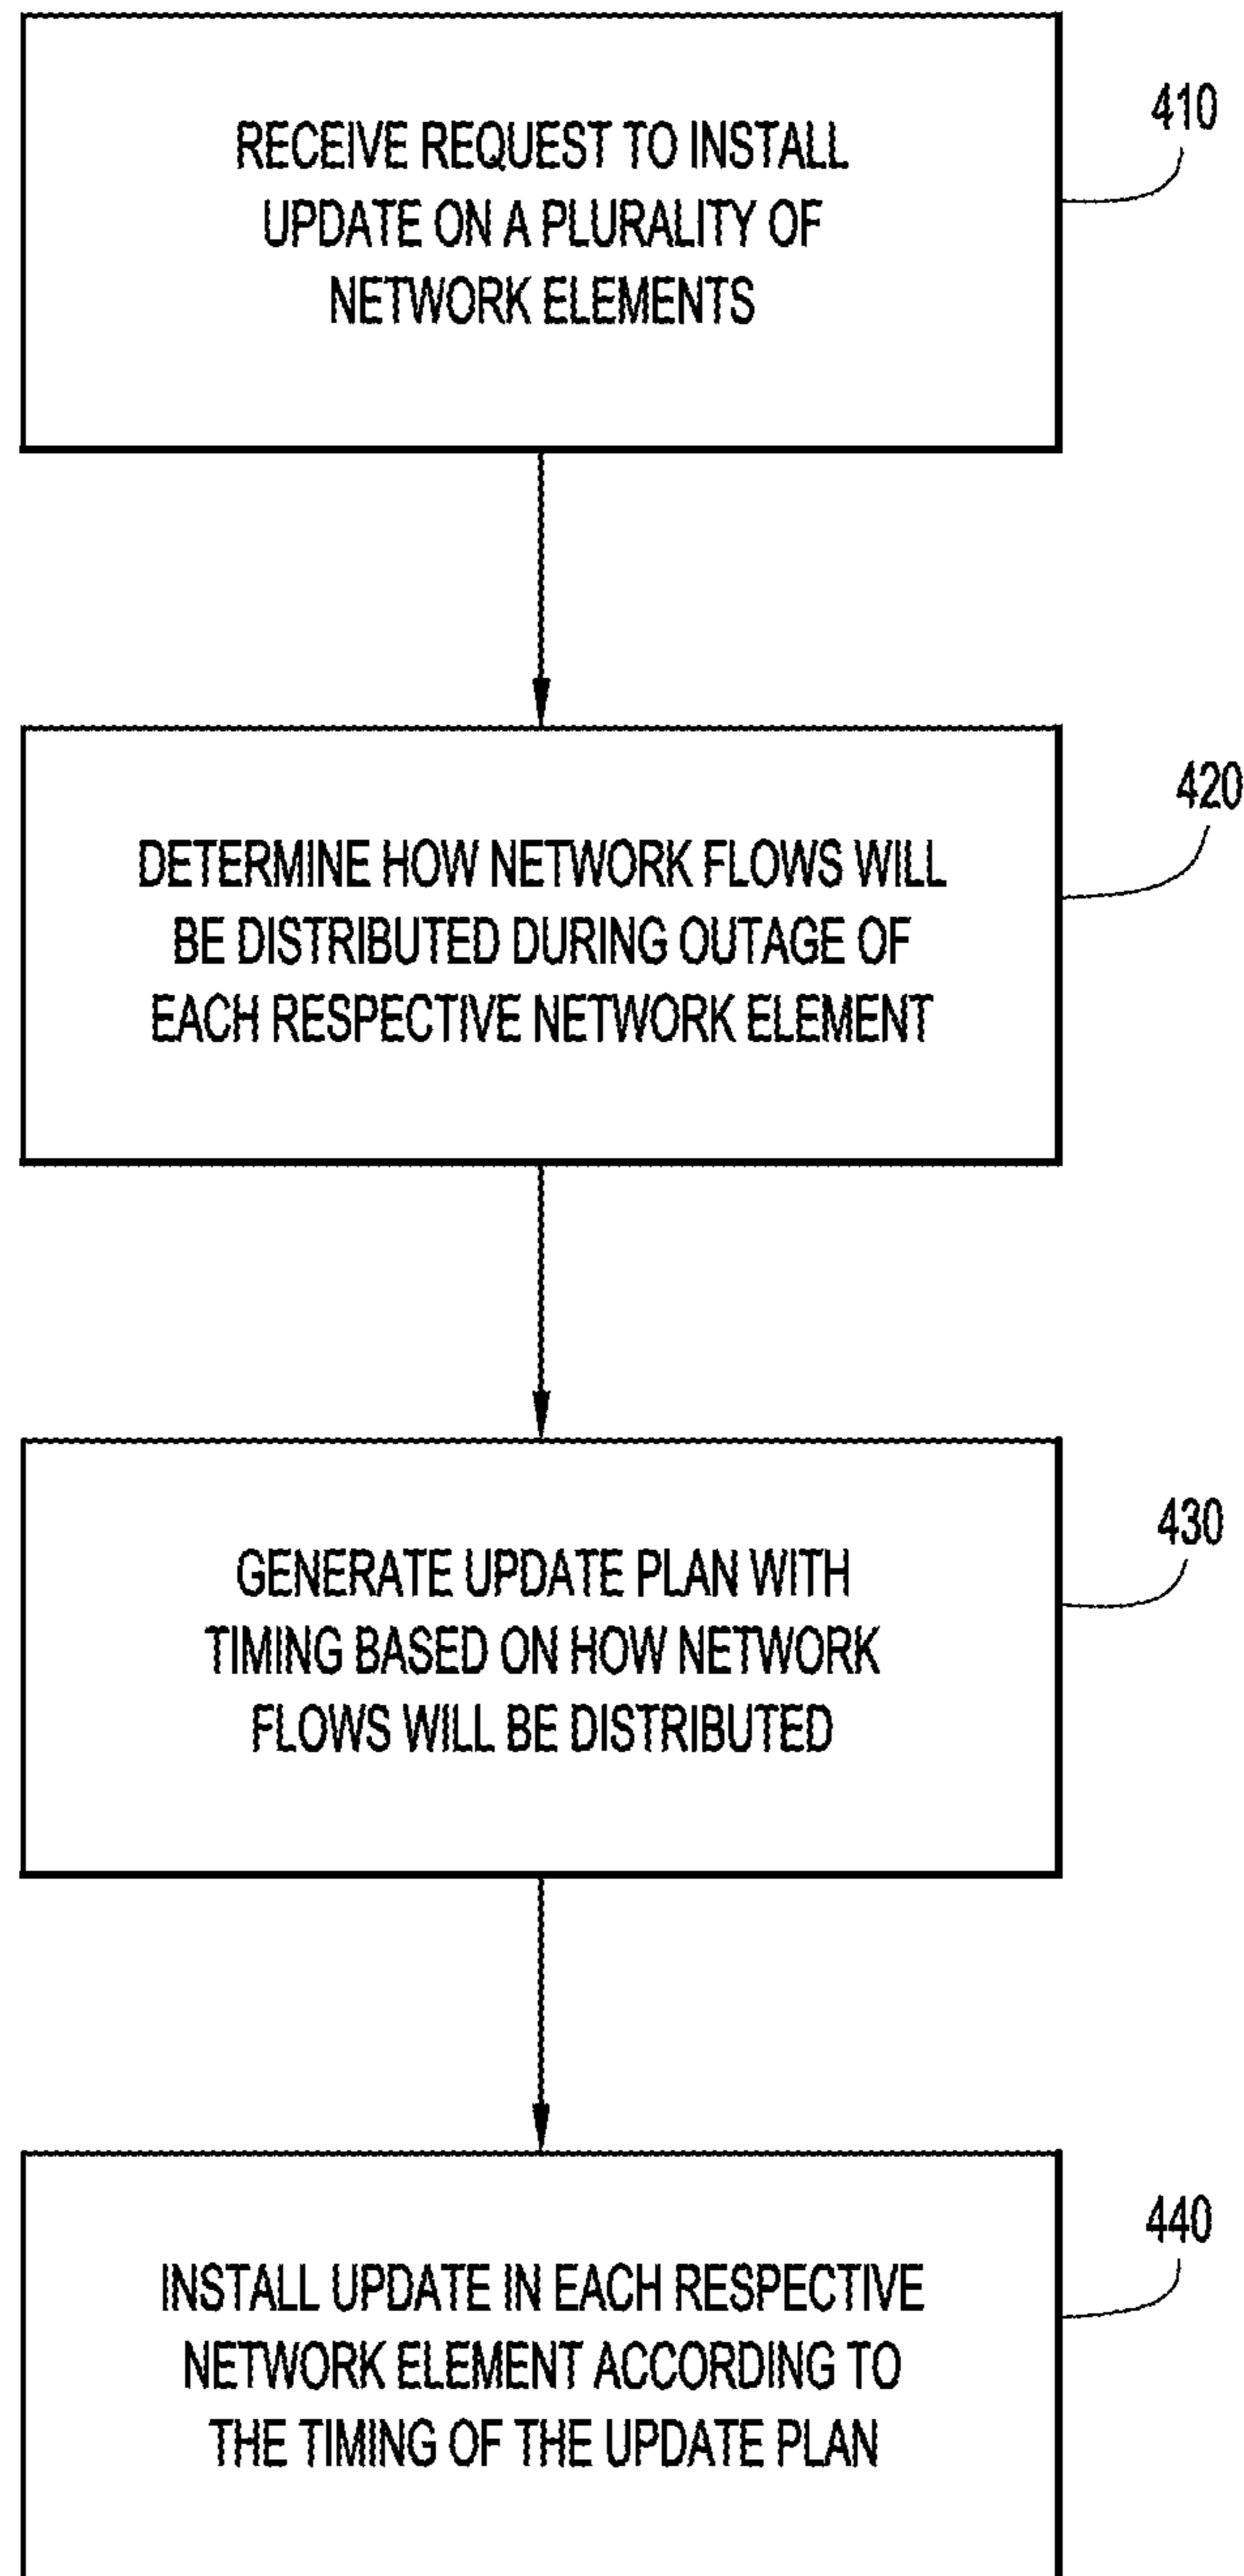 RECEIVE REQUEST TO INSTALL
UPDATE ON A PLURALITY OF
NETWORK ELEMENTS
410
DETERMINE HOW NETWORK FLOWS WILL
BE DISTRIBUTED DURING OUTAGE OF
EACH RESPECTIVE NETWORK ELEMENT
420
GENERATE UPDATE PLAN WITH
TIMING BASED ON HOW NETWORK
FLOWS WILL BE DISTRIBUTED
430
INSTALL UPDATE IN EACH RESPECTIVE
NETWORK ELEMENT ACCORDING TO
THE TIMING OF THE UPDATE PLAN
440